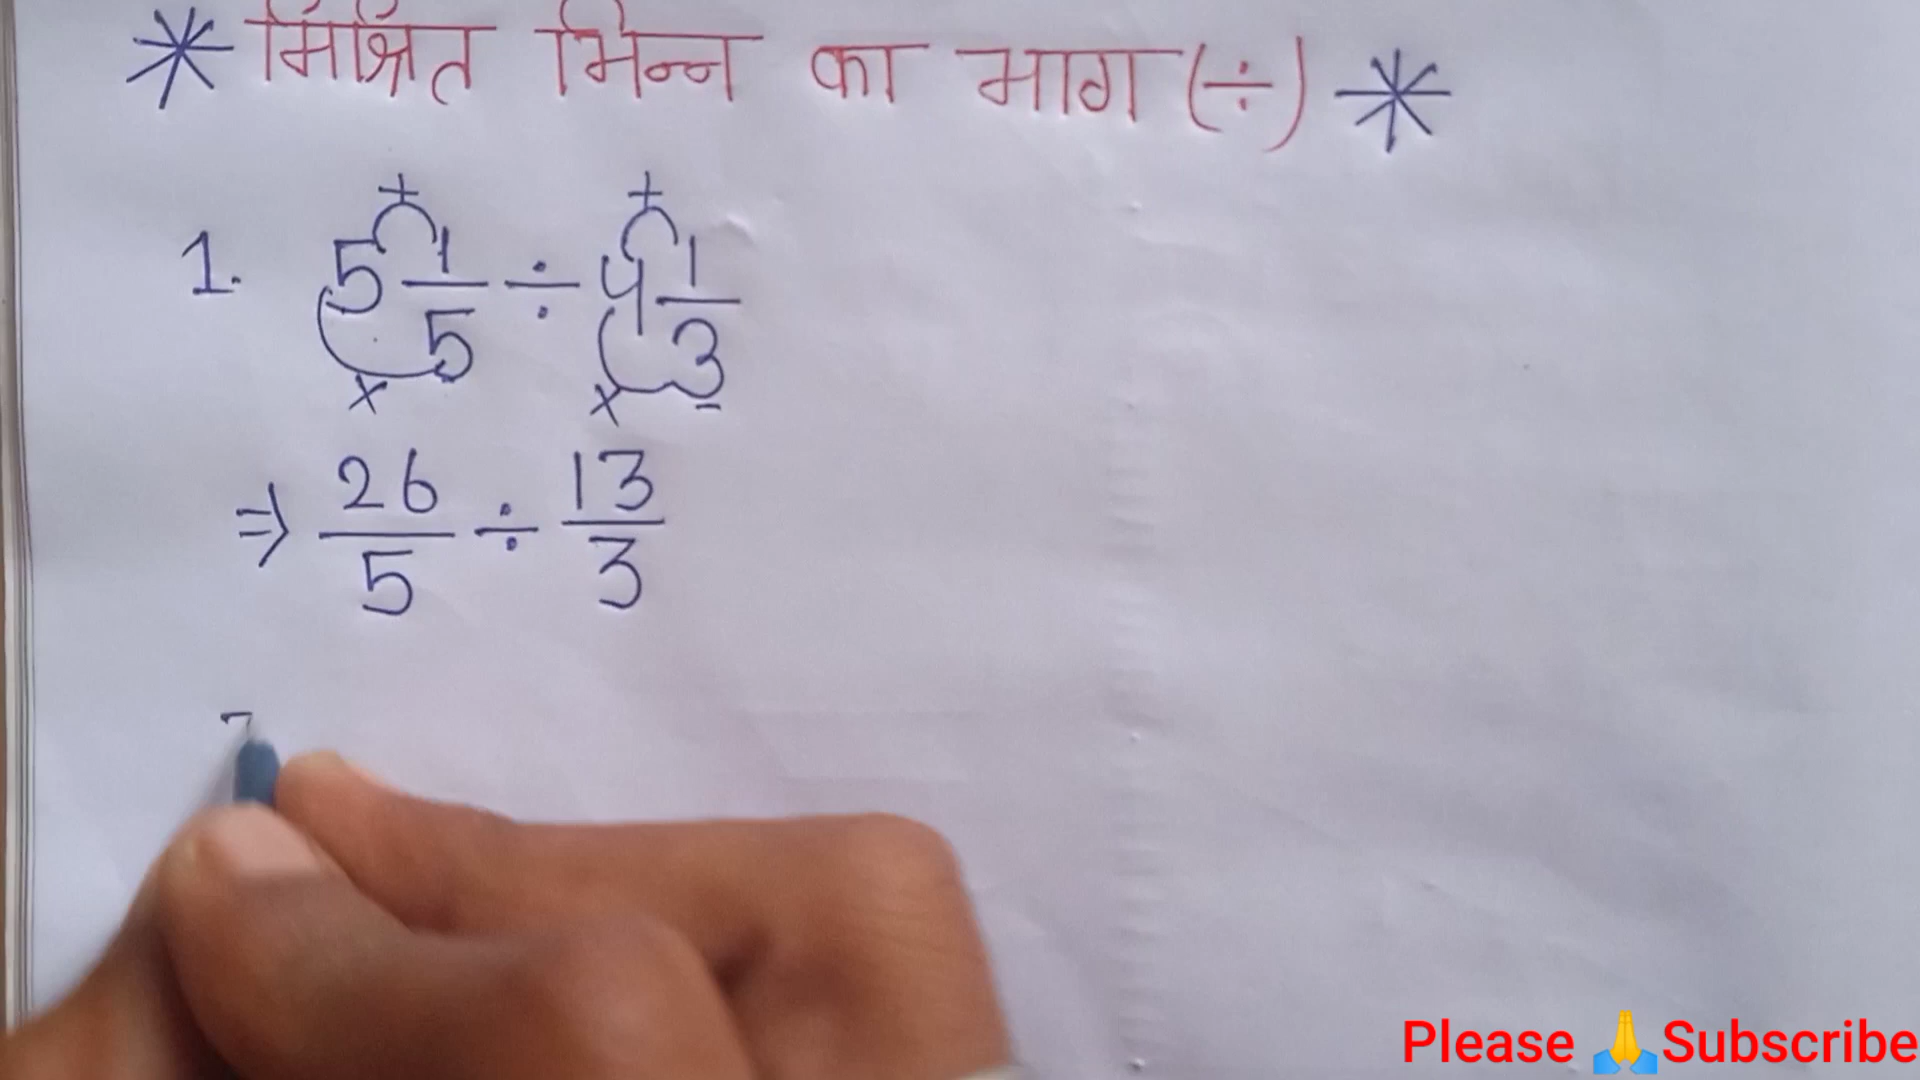 * मिश्रित भिन्न का भाग (÷) *
1. 5 1/5 ÷ 4 1/3
⇒ 26/5 ÷ 13/3
Please 🙏 Subscribe